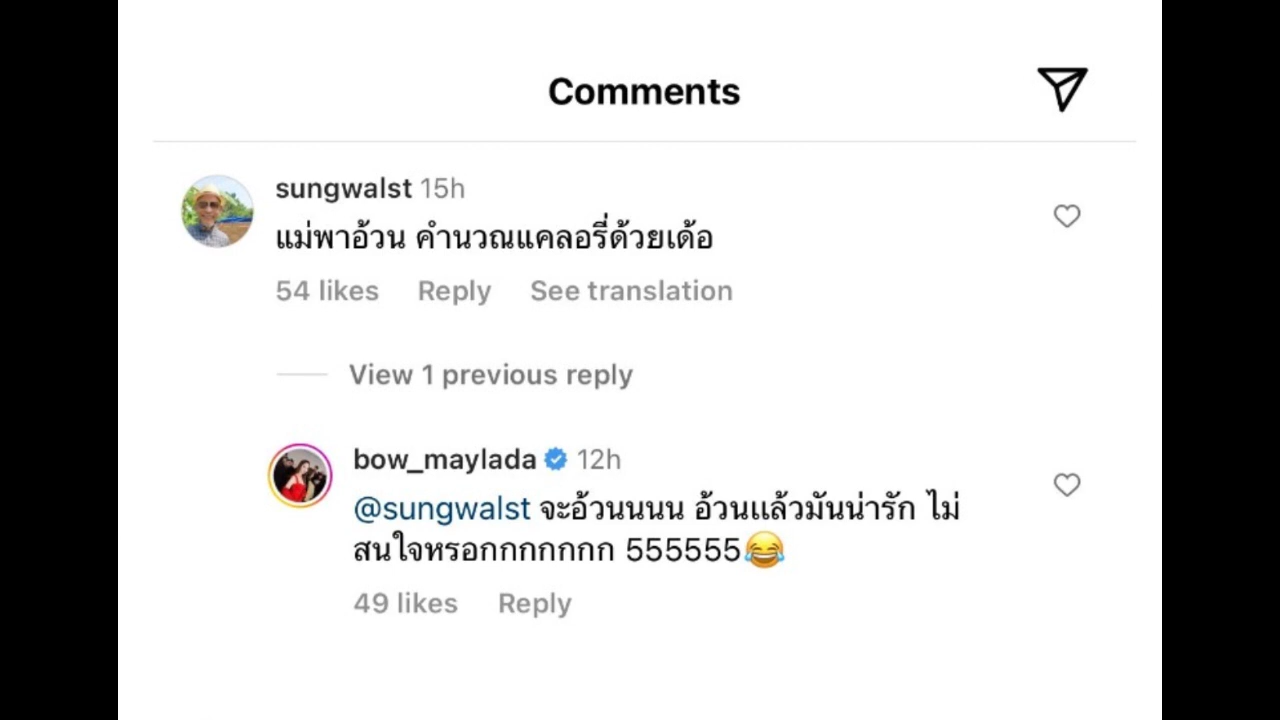 Comments
sungwalst 15h
แม่พาอ้วน คำนวณแคลอรี่ด้วยเด้อ
54 likes Reply See translation
View 1 previous reply
bow_maylada 12h
@sungwalst จะอ้วนนนน อ้วนแล้วมันน่ารัก ไม่
สนใจหรอกกกกกกก 555555😂
49 likes Reply